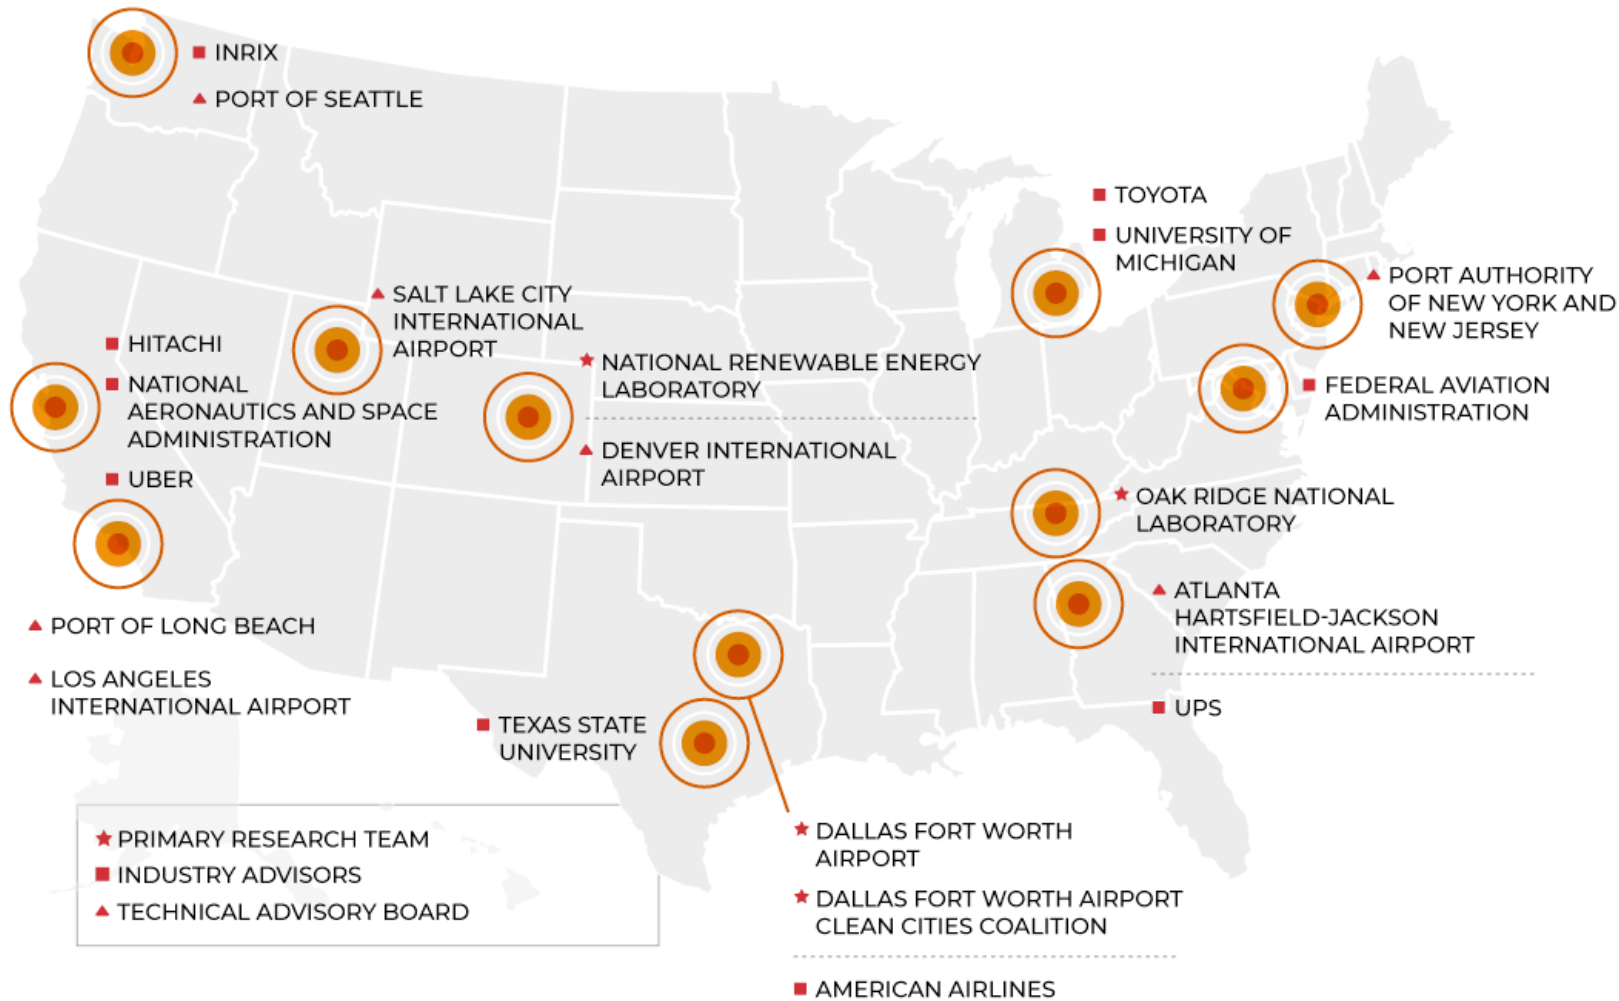 INRIX
PORT OF SEATTLE
TOYOTA
UNIVERSITY OF
MICHIGAN
PORT AUTHORITY
OF NEW YORK AND
NEW JERSEY
SALT LAKE CITY
INTERNATIONAL
AIRPORT
HITACHI
NATIONAL
AERONAUTICS AND SPACE
ADMINISTRATION
UBER
NATIONAL RENEWABLE ENERGY
LABORATORY
DENVER INTERNATIONAL
AIRPORT
FEDERAL AVIATION
ADMINISTRATION
OAK RIDGE NATIONAL
LABORATORY
ATLANTA
HARTSFIELD-JACKSON
INTERNATIONAL AIRPORT
UPS
PORT OF LONG BEACH
LOS ANGELES
INTERNATIONAL AIRPORT
TEXAS STATE
UNIVERSITY
DALLAS FORT WORTH
AIRPORT
DALLAS FORT WORTH AIRPORT
CLEAN CITIES COALITION
AMERICAN AIRLINES
PRIMARY RESEARCH TEAM
INDUSTRY ADVISORS
TECHNICAL ADVISORY BOARD